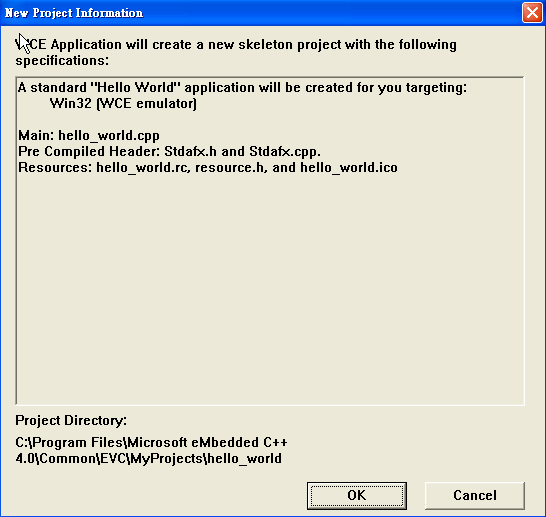 New Project Information
WCE Application will create a new skeleton project with the following
specifications:
A standard "Hello World" application will be created for you targeting:
Win32 (WCE emulator)
Main: hello_world.cpp
Pre Compiled Header: Stdafx.h and Stdafx.cpp.
Resources: hello_world.rc, resource.h, and hello_world.ico
Project Directory:
C:\Program Files\Microsoft eMbedded C++
4.0\Common\EVC\MyProjects\hello_world
OK
Cancel